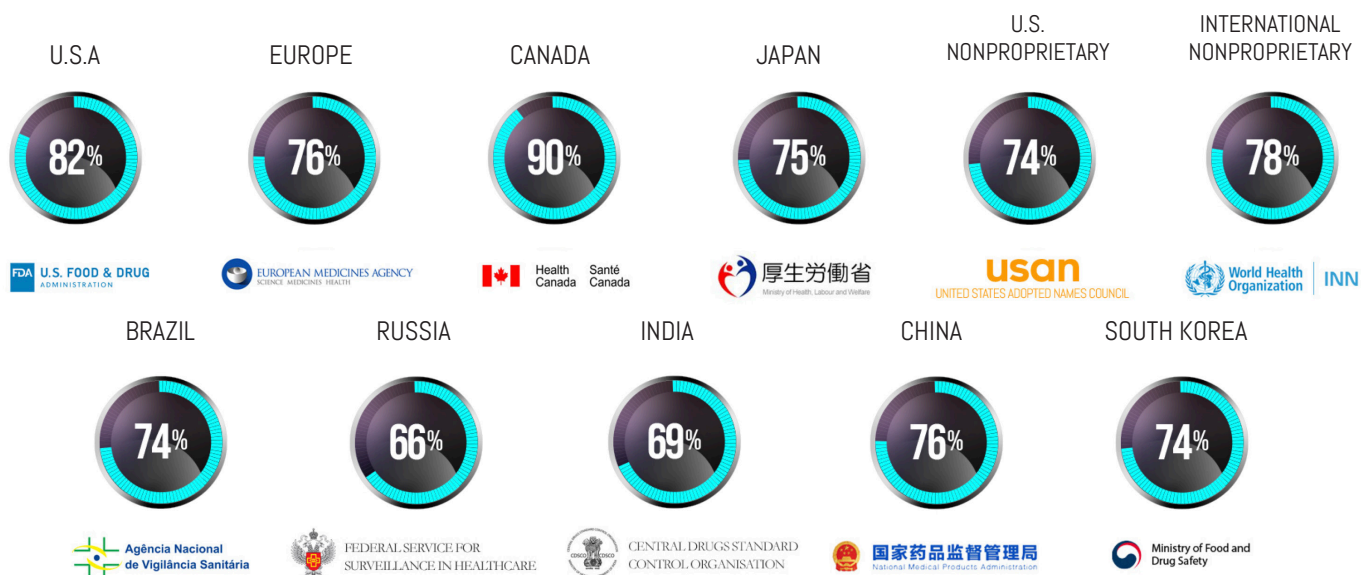 U.S.A
EUROPE
CANADA
JAPAN
U.S.
NONPROPRIETARY
INTERNATIONAL
NONPROPRIETARY
82%
76%
90%
75%
74%
78%
FDA
U.S. FOOD & DRUG
ADMINISTRATION
EUROPEAN MEDICINES AGENCY
SCIENCE MEDICINES HEALTH
Health
Canada
Santé
Canada
厚生労働省
Ministry of Health, Labour and Welfare
usan
UNITED STATES ADOPTED NAMES COUNCIL
World Health
Organization
INN
BRAZIL
RUSSIA
INDIA
CHINA
SOUTH KOREA
74%
66%
69%
76%
74%
Agência Nacional
de Vigilância Sanitária
FEDERAL SERVICE FOR
SURVEILLANCE IN HEALTHCARE
CDSCO
CDSCO
CENTRAL DRUGS STANDARD
CONTROL ORGANISATION
国家药品监督管理局
National Medical Products Administration
Ministry of Food and
Drug Safety